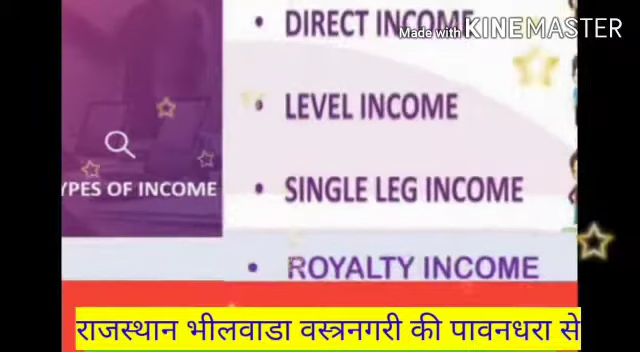 • DIRECT INCOME
Made with KINEMASTER
• LEVEL INCOME
YPES OF INCOME
• SINGLE LEG INCOME
• ROYALTY INCOME
राजस्थान भीलवाडा वस्त्रनगरी की पावनधरा से